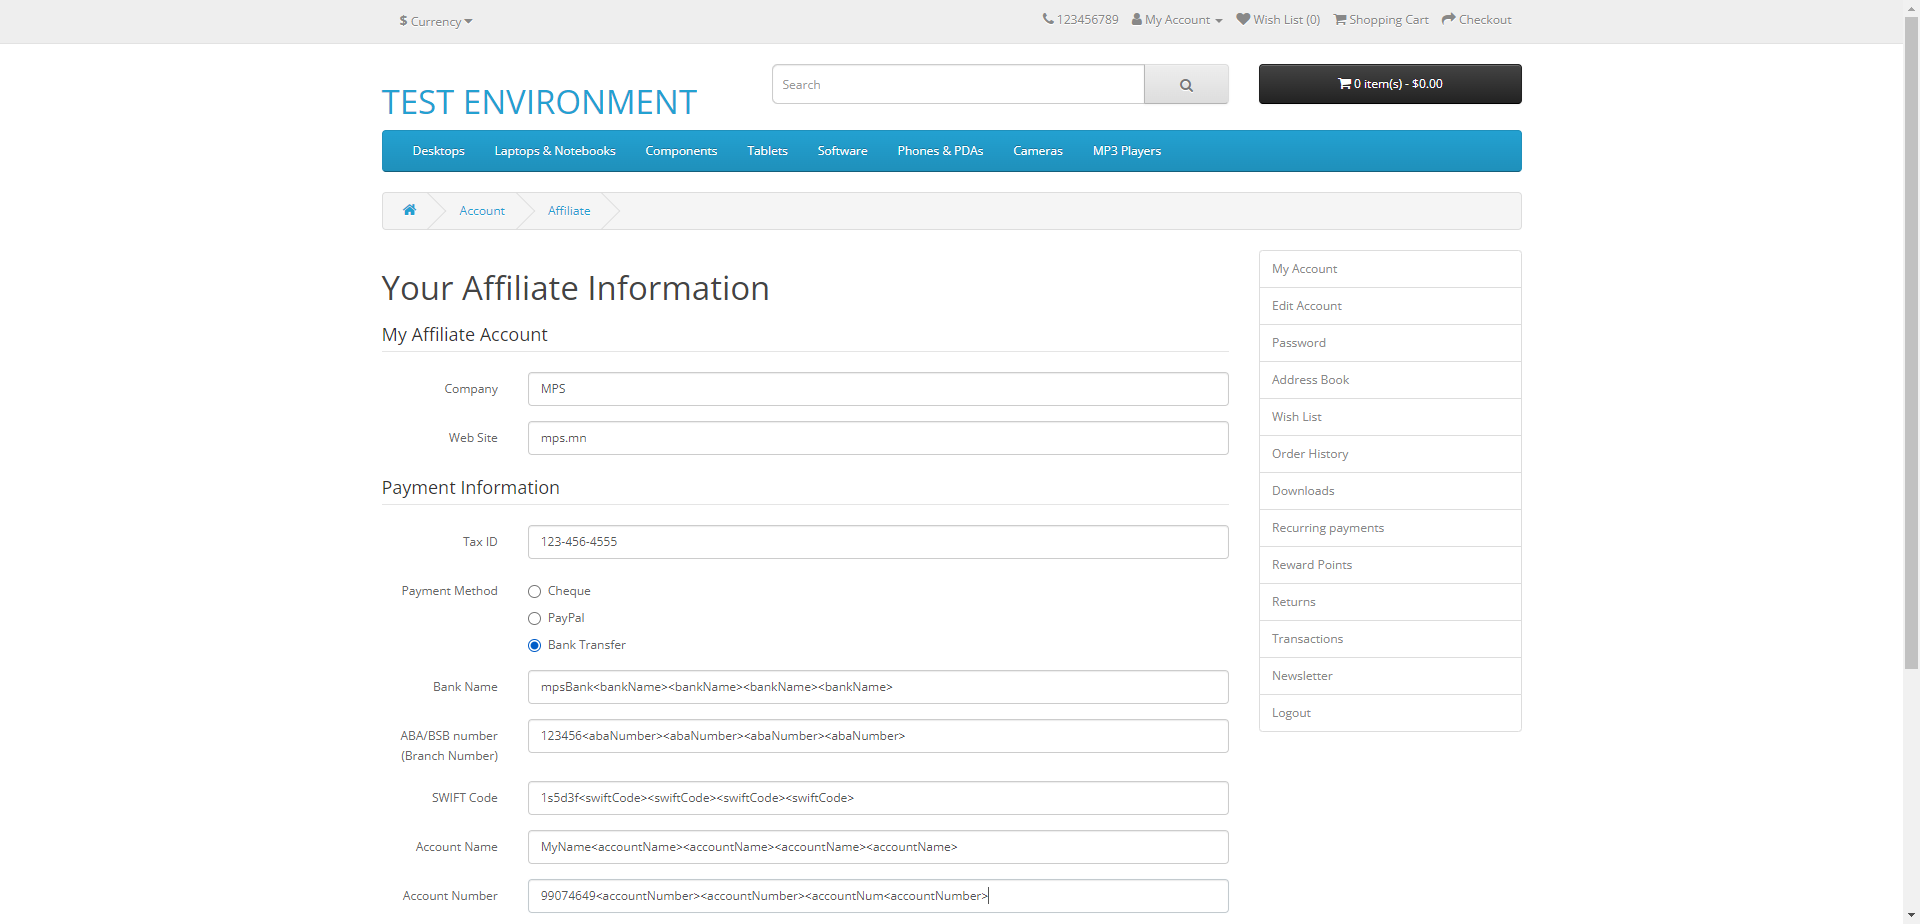 $ Currency
123456789 My Account Wish List (0) Shopping Cart Checkout
TEST ENVIRONMENT
Search
0 item(s) - $0.00
Desktops Laptops & Notebooks Components Tablets Software Phones & PDAs Cameras MP3 Players
Account Affiliate
Your Affiliate Information
My Affiliate Account
Company MPS
Web Site mps.mn
Payment Information
Tax ID 123-456-4555
Payment Method Cheque
PayPal
Bank Transfer
Bank Name mpsBank<bankName><bankName><bankName><bankName>
ABA/BSB number
(Branch Number) 123456<abaNumber><abaNumber><abaNumber><abaNumber>
SWIFT Code 1s5d3f<swiftCode><swiftCode><swiftCode><swiftCode>
Account Name MyName<accountName><accountName><accountName><accountName>
Account Number 99074649<accountNumber><accountNumber><accountNum<accountNumber>
My Account
Edit Account
Password
Address Book
Wish List
Order History
Downloads
Recurring payments
Reward Points
Returns
Transactions
Newsletter
Logout